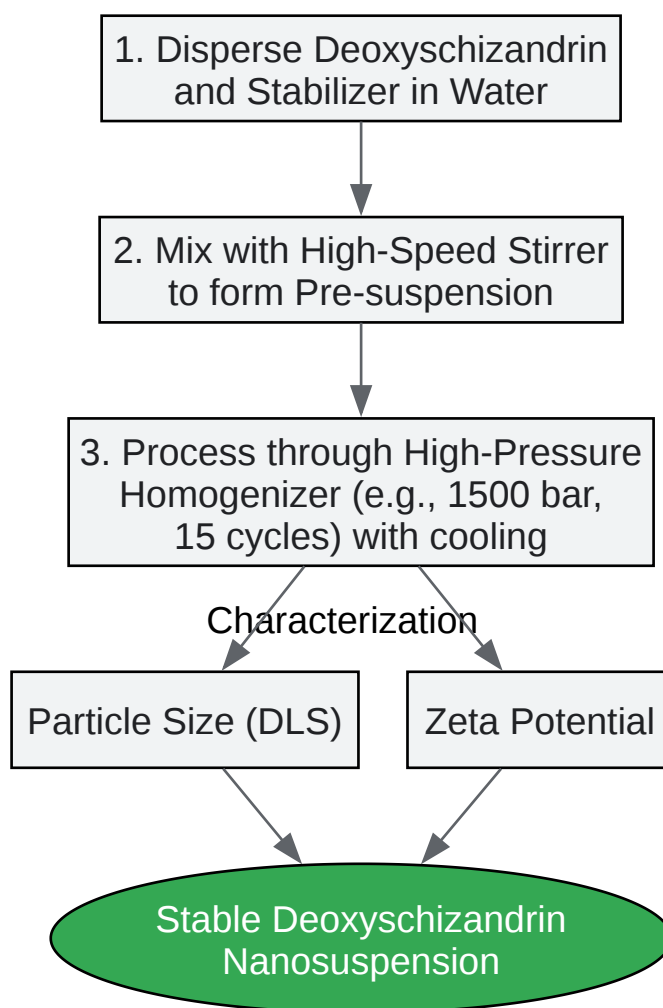 1. Disperse Deoxyschizandrin
and Stabilizer in Water
2. Mix with High-Speed Stirrer
to form Pre-suspension
3. Process through High-Pressure
Homogenizer (e.g., 1500 bar,
15 cycles) with cooling
Characterization
Particle Size (DLS)
Zeta Potential
Stable Deoxyschizandrin
Nanosuspension